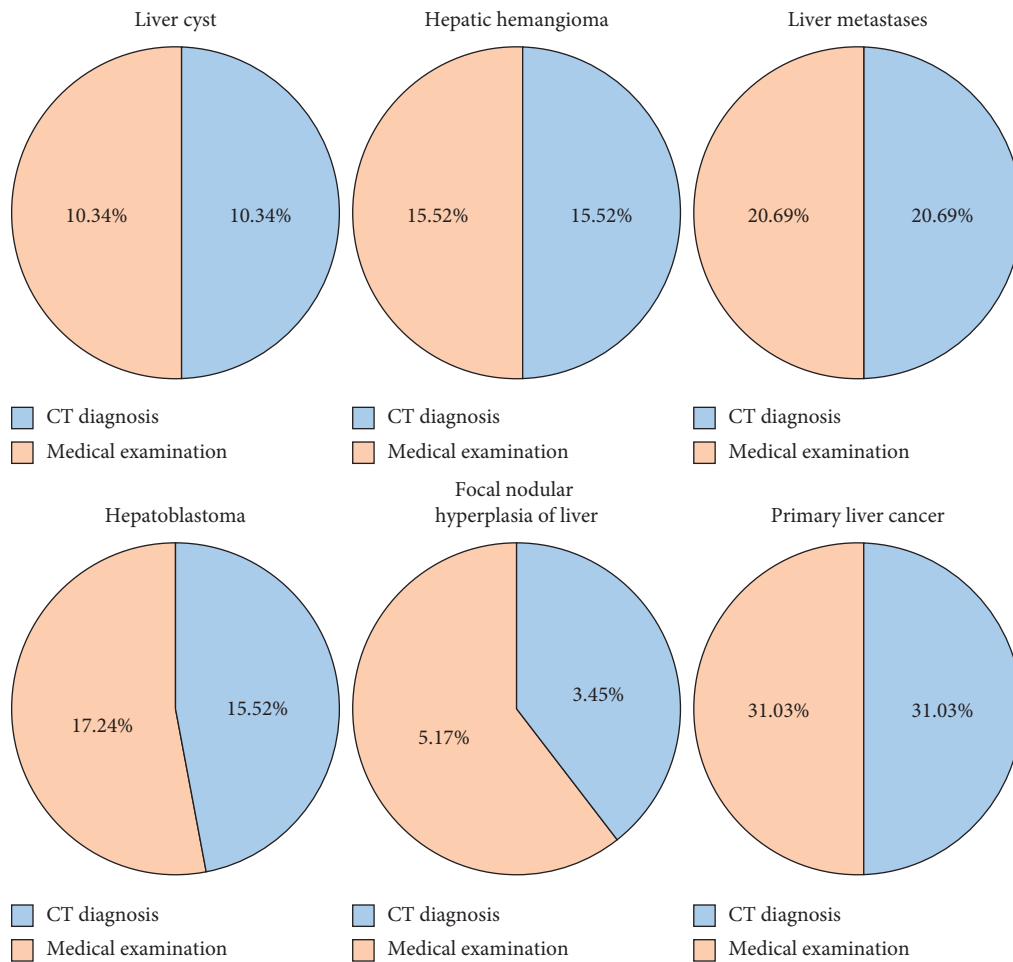 Liver cyst
Hepatic hemangioma
Liver metastases
10.34%
10.34%
15.52%
15.52%
20.69%
20.69%
CT diagnosis
Medical examination
CT diagnosis
Medical examination
CT diagnosis
Medical examination
Hepatoblastoma
Focal nodular
hyperplasia of liver
Primary liver cancer
17.24%
15.52%
5.17%
3.45%
31.03%
31.03%
CT diagnosis
Medical examination
CT diagnosis
Medical examination
CT diagnosis
Medical examination